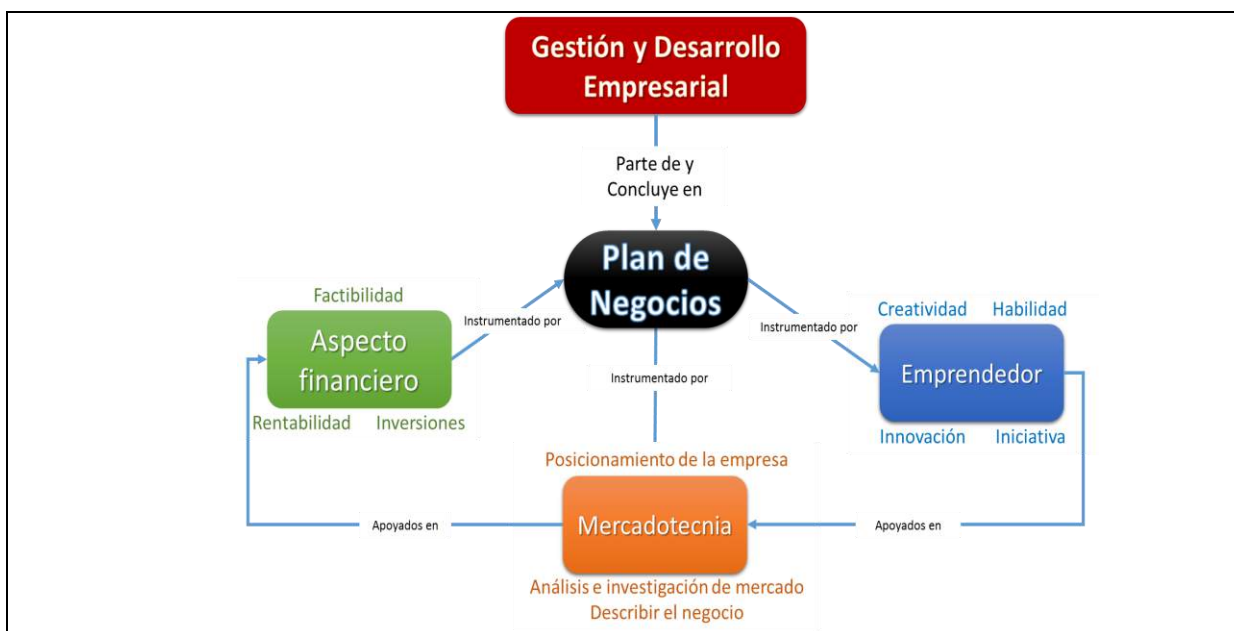 Gestión y Desarrollo
Empresarial
Parte de y
Concluye en
Plan de
Negocios
Factibilidad
Aspecto
financiero
Rentabilidad Inversiones
Instrumentado por
Instrumentado por
Instrumentado por
Creatividad Habilidad
Emprendedor
Innovación Iniciativa
Posicionamiento de la empresa
Mercadotecnia
Análisis e investigación de mercado
Describir el negocio
Apoyados en
Apoyados en